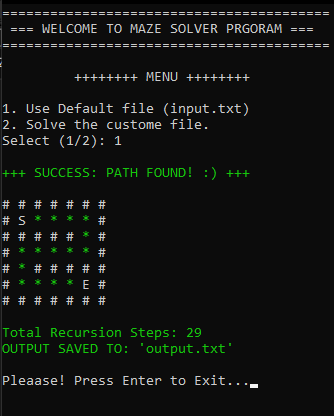 ======================================
=== WELCOME TO MAZE SOLVER PRGORAM ===
======================================
++++++++ MENU ++++++++
1. Use Default file (input.txt)
2. Solve the custome file.
Select (1/2): 1
+++ SUCCESS: PATH FOUND! :) +++
# # # # # # #
# S * * * * #
# # # # # * #
# * * * * * #
# * # # # # #
# * * * * E #
# # # # # # #
Total Recursion Steps: 29
OUTPUT SAVED TO: 'output.txt'
Pleaase! Press Enter to Exit...